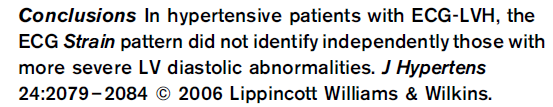 Conclusions In hypertensive patients with ECG-LVH, the
ECG Strain pattern did not identify independently those with
more severe LV diastolic abnormalities. J Hypertens
24:2079–2084 © 2006 Lippincott Williams & Wilkins.